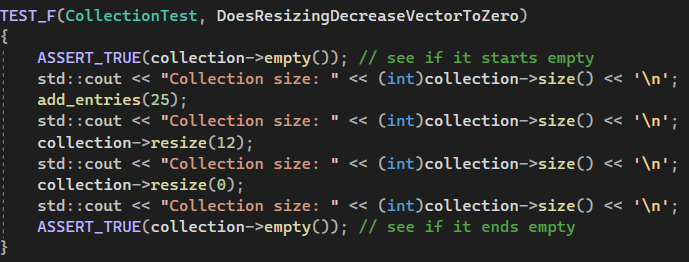 TEST_F(CollectionTest, DoesResizingDecreaseVectorToZero)
{
    ASSERT_TRUE(collection->empty()); // see if it starts empty
    std::cout << "Collection size: " << (int)collection->size() << '\n';
    add_entries(25);
    std::cout << "Collection size: " << (int)collection->size() << '\n';
    collection->resize(12);
    std::cout << "Collection size: " << (int)collection->size() << '\n';
    collection->resize(0);
    std::cout << "Collection size: " << (int)collection->size() << '\n';
    ASSERT_TRUE(collection->empty()); // see if it ends empty
}